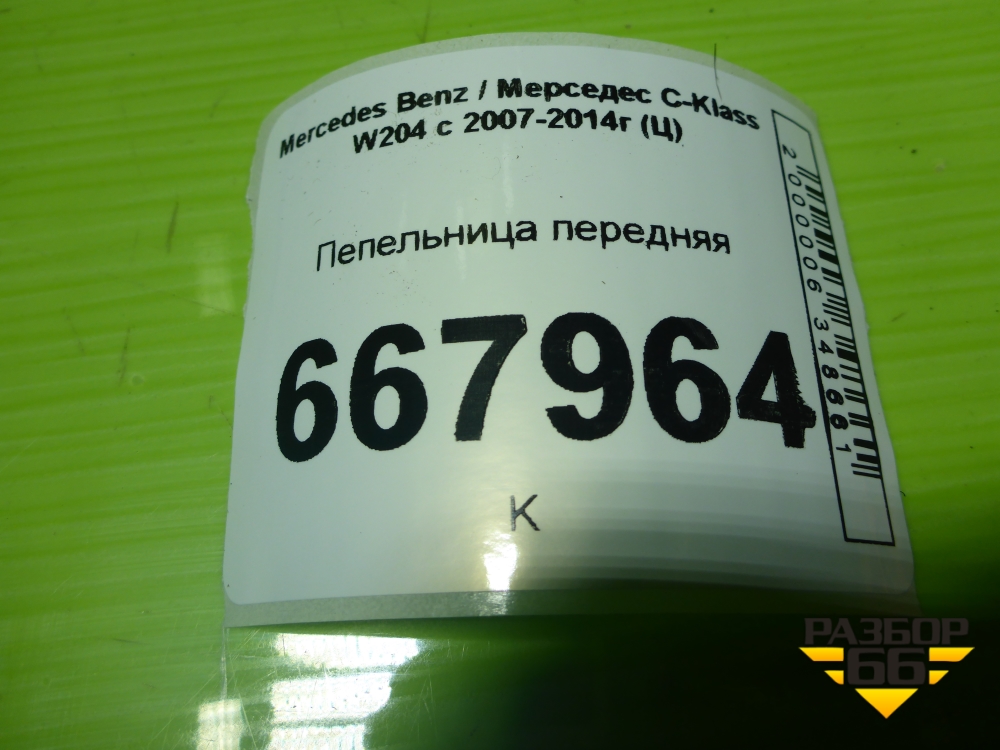 Mercedes Benz / Мерседес C-Klass
W204 с 2007-2014г (Ц)
Пепельница передняя
667964
К
2000006348661
РАЗБОР
66